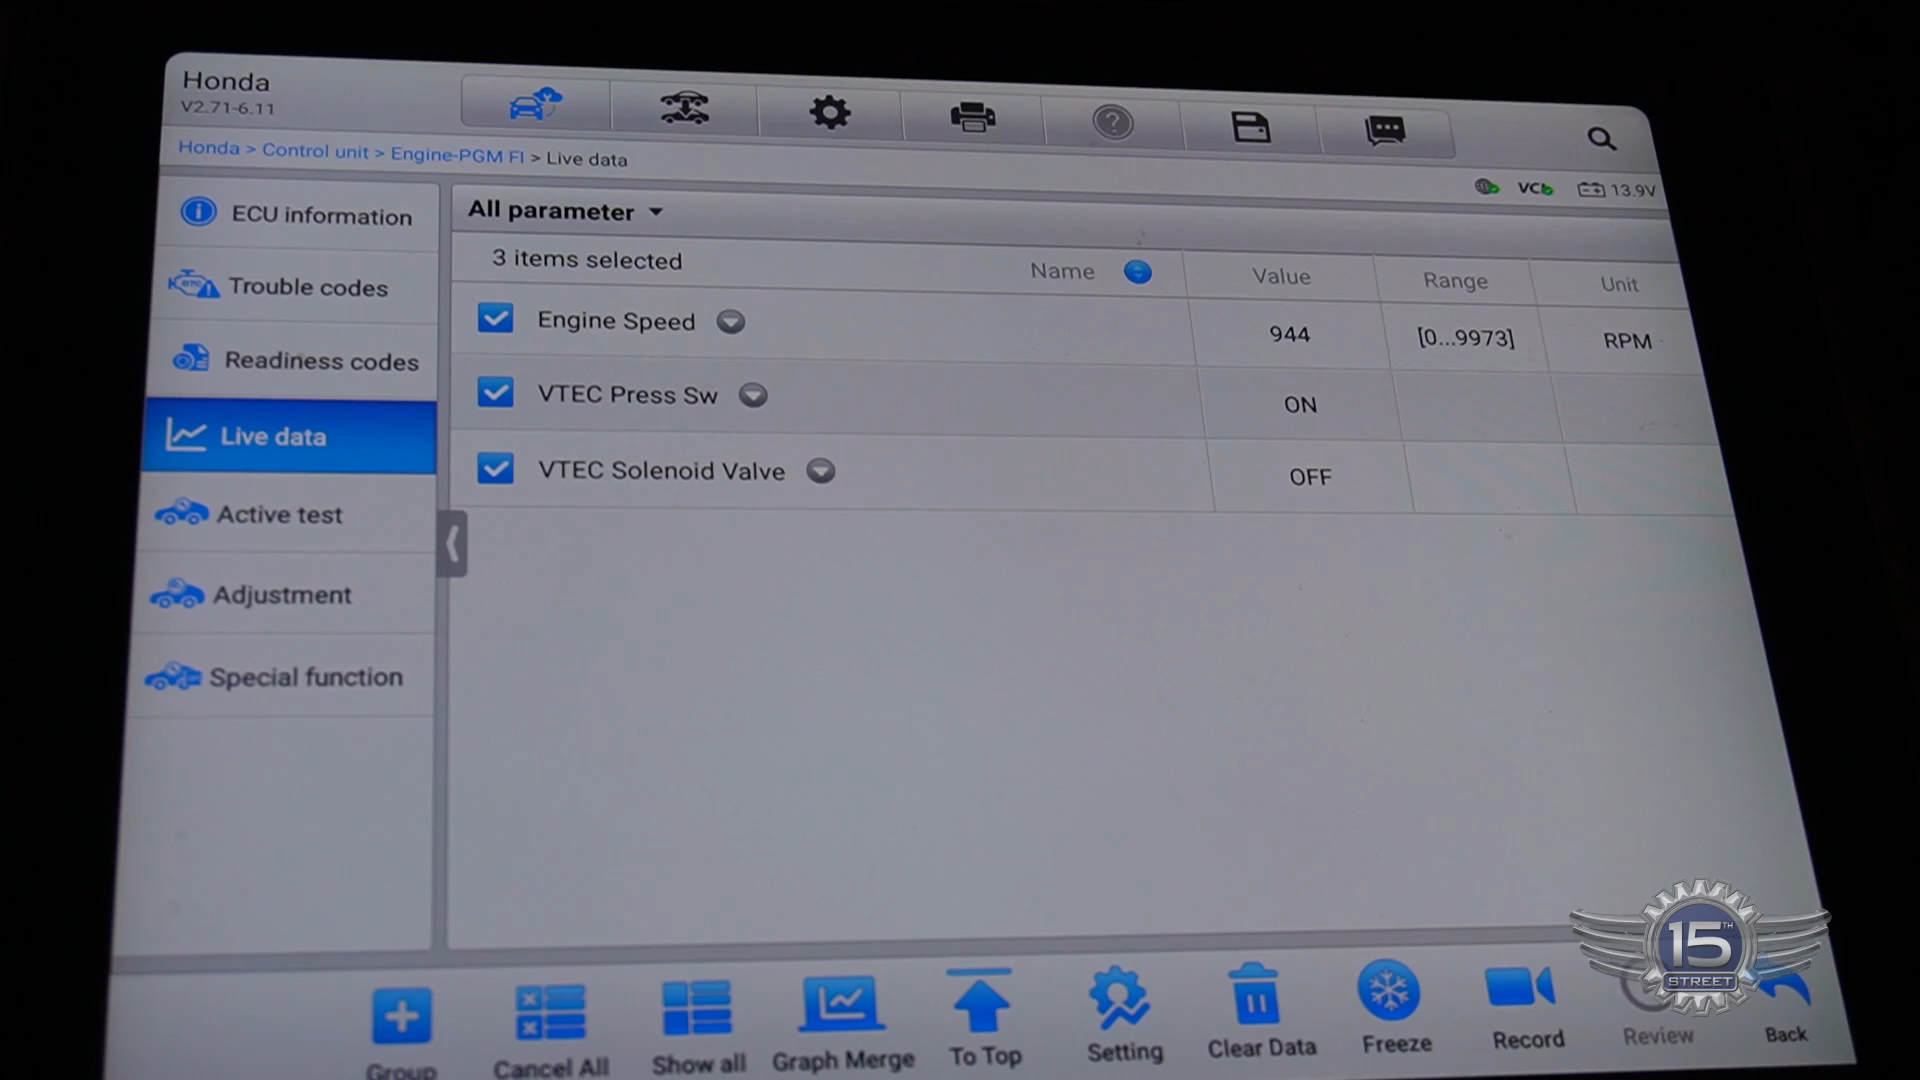 Honda
V2.71-6.11
Honda > Control unit > Engine-PGM FI > Live data
VCI
13.9V
ECU information
Trouble codes
Readiness codes
Live data
Active test
Adjustment
Special function
All parameter
3 items selected
Name
Value
Range
Unit
Engine Speed
944
[0...9973]
RPM
VTEC Press Sw
ON
VTEC Solenoid Valve
OFF
Group
Cancel All
Show all
Graph Merge
To Top
Setting
Clear Data
Freeze
Record
Review
Back
15TH
STREET